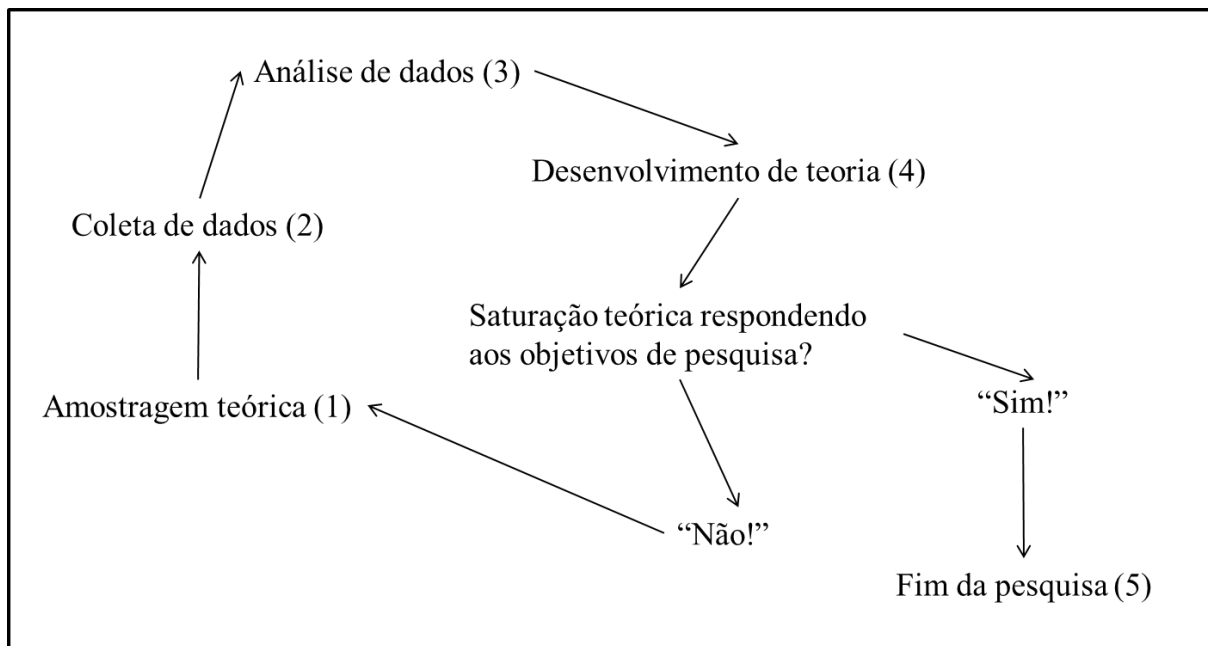 Análise de dados (3)
Desenvolvimento de teoria (4)
Coleta de dados (2)
Saturação teórica respondendo
aos objetivos de pesquisa?
Amostragem teórica (1)
“Sim!”
“Não!”
Fim da pesquisa (5)